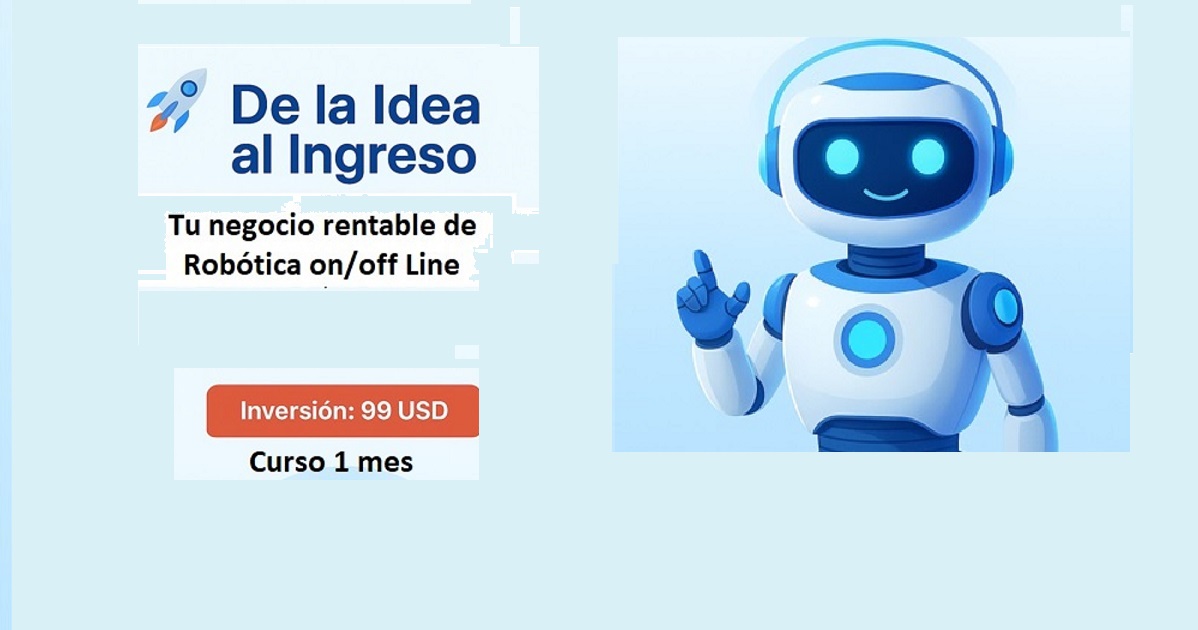 De la Idea
al Ingreso
Tu negocio rentable de
Robótica on/off Line
Inversión: 99 USD
Curso 1 mes